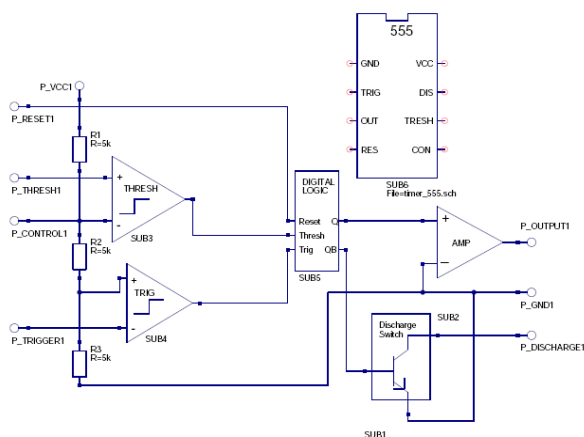 555
GND VCC
TRIG DIS
OUT TRESH
RES CON
SUB6
File=timer_555.sch
P_VCC1
P_RESET1
R1
R=5k
P_THRESH1
+
THRESH
-
SUB3
P_CONTROL1
R2
R=5k
+
TRIG
-
SUB4
P_TRIGGER1
R3
R=5k
DIGITAL
LOGIC
Reset Q
Thresh
Trig QB
SUB5
+
AMP
-
P_OUTPUT1
P_GND1
SUB2
Discharge
Switch
P_DISCHARGE1
SUB1